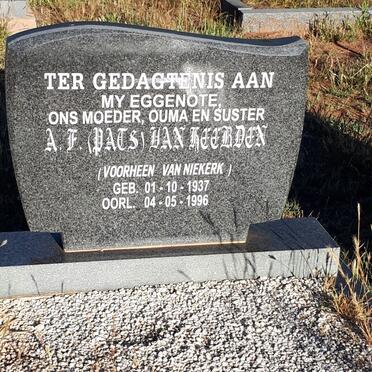 TER GEDAGTENIS AAN
MY EGGENOTE,
ONS MOEDER, OUMA EN SUSTER
A. F. (PATS) VAN HEERDEN
(VOORHEEN VAN NIEKERK)
GEB. 01-10-1937
OORL. 04-05-1996